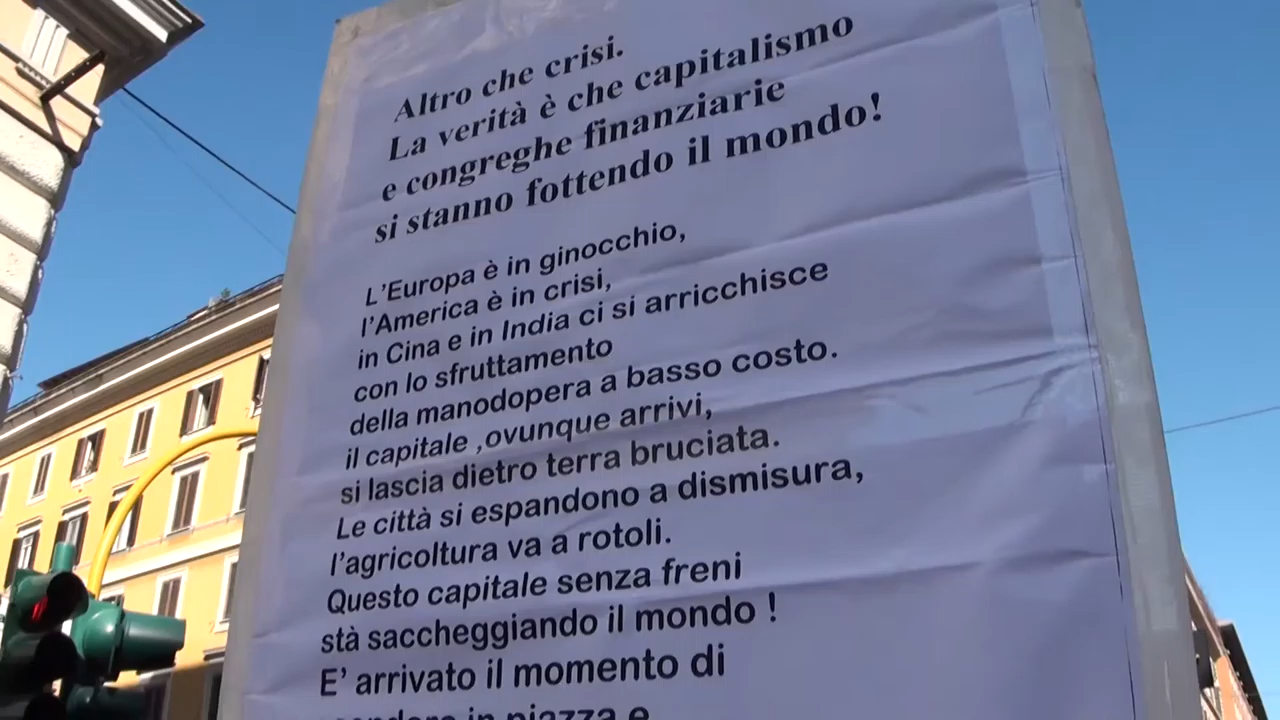 Altro che crisi.
La verità è che capitalismo
e congreghe finanziarie
si stanno fottendo il mondo!
L'Europa è in ginocchio,
l'America è in crisi,
in Cina e in India ci si arricchisce
con lo sfruttamento
della manodopera a basso costo.
il capitale ,ovunque arrivi,
si lascia dietro terra bruciata.
Le città si espandono a dismisura,
l'agricoltura va a rotoli.
Questo capitale senza freni
stà saccheggiando il mondo !
E' arrivato il momento di
in piazza e